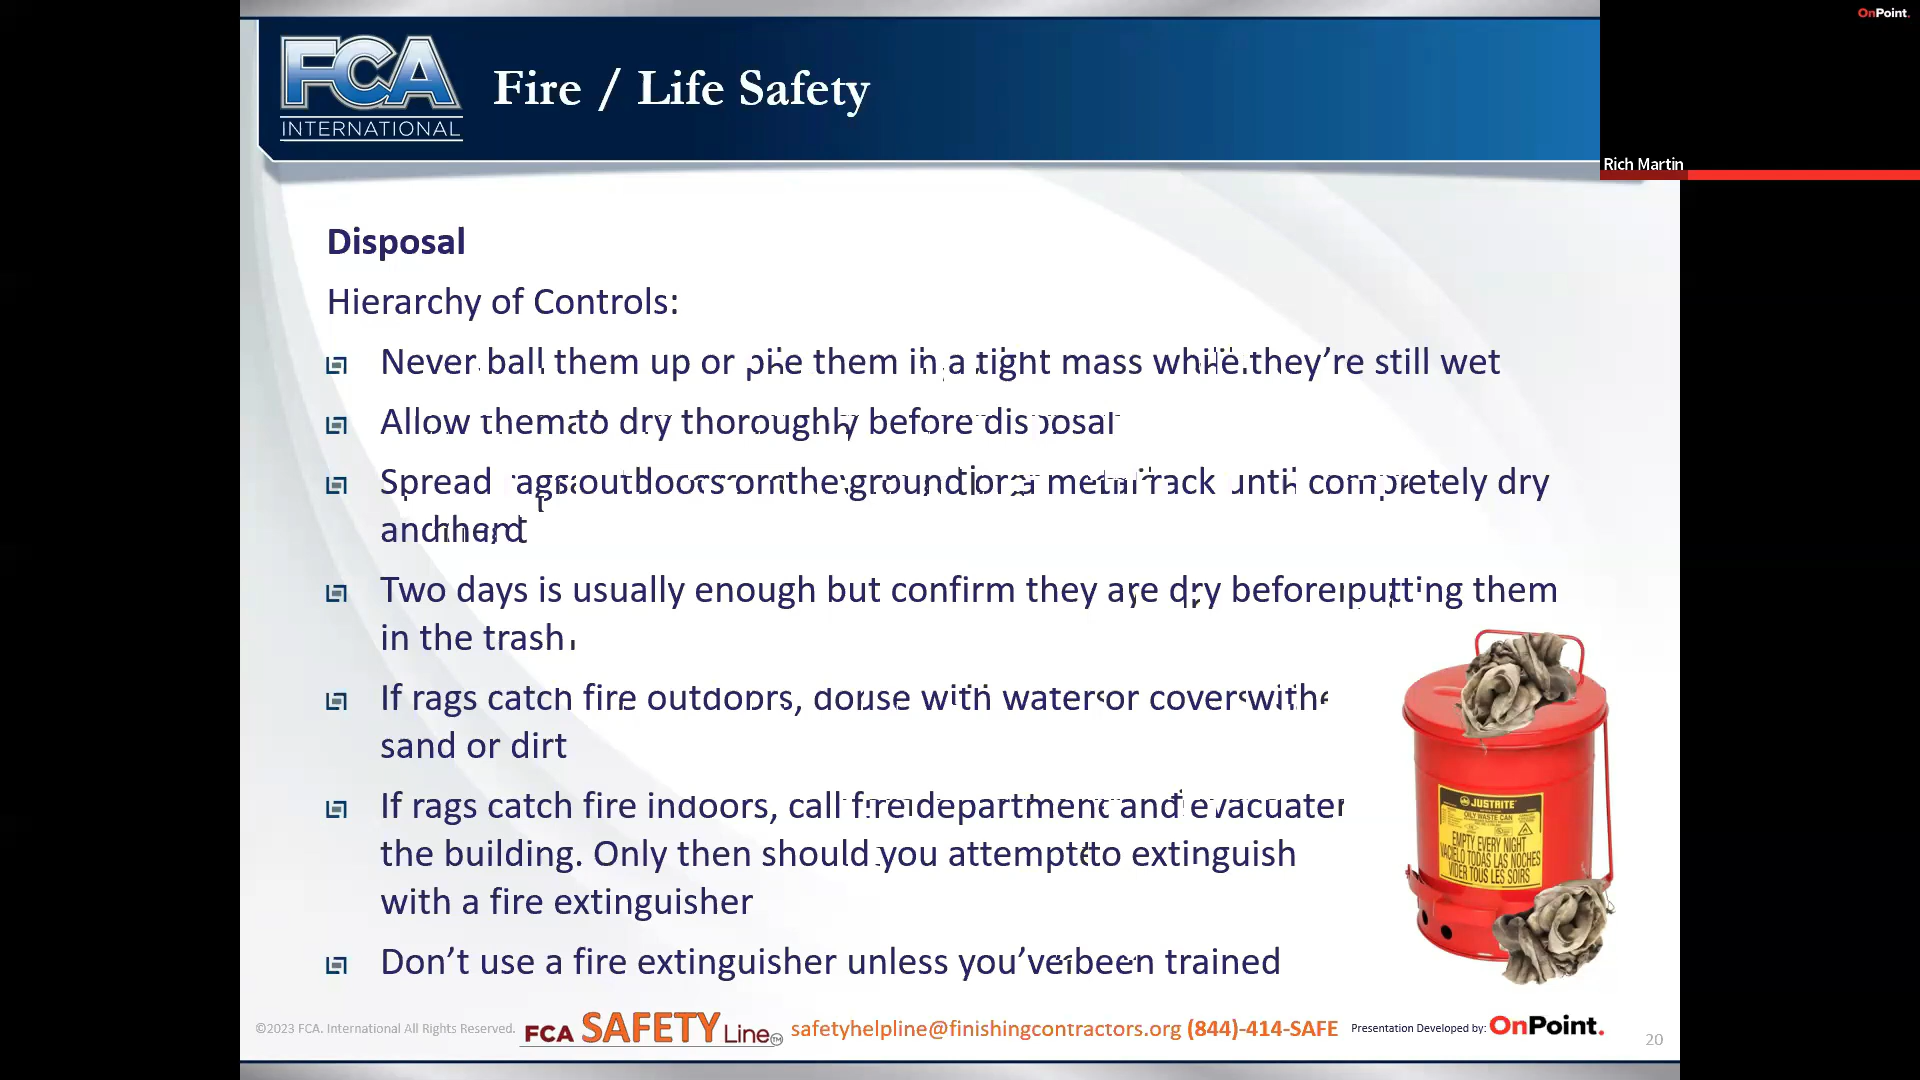 OnPoint.
FCA
INTERNATIONAL
Fire / Life Safety
Rich Martin
Disposal
Hierarchy of Controls:
Never ball them up or pile them in a tight mass while they’re still wet
Allow them to dry thoroughly before disposal
Spread rags outdoors on the ground or a metal rack until completely dry
and hard
Two days is usually enough but confirm they are dry before putting them
in the trash
If rags catch fire outdoors, douse with water or cover with
sand or dirt
If rags catch fire indoors, call fire department and evacuate
the building. Only then should you attempt to extinguish
with a fire extinguisher
Don’t use a fire extinguisher unless you’ve been trained
JUSTRITE
OILY WASTE CAN
EMPTY EVERY NIGHT
VACIELO TODAS LAS NOCHES
VIDER TOUS LES SOIRS
©2023 FCA. International All Rights Reserved.
FCA SAFETY Line TM
safetyhelpline@finishingcontractors.org (844)-414-SAFE
Presentation Developed by: OnPoint.
20